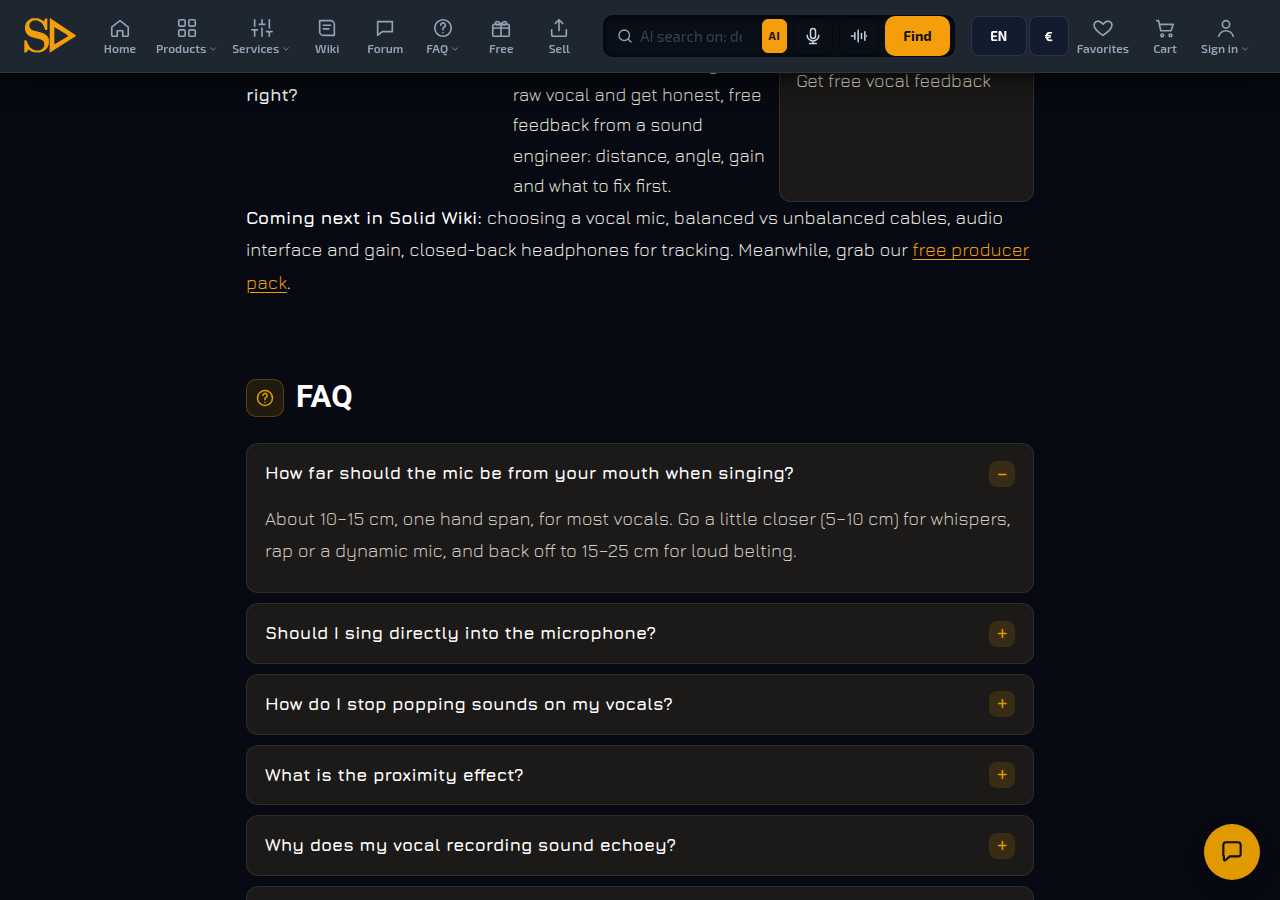 Home
Products
Services
Wiki
Forum
FAQ
Free
Sell
AI search on:
AI
Find
EN
€
Favorites
Cart
Sign in
right?
raw vocal and get honest, free
feedback from a sound
engineer: distance, angle, gain
and what to fix first.
Get free vocal feedback
Coming next in Solid Wiki: choosing a vocal mic, balanced vs unbalanced cables, audio
interface and gain, closed-back headphones for tracking. Meanwhile, grab our free producer
pack.
FAQ
How far should the mic be from your mouth when singing?
About 10–15 cm, one hand span, for most vocals. Go a little closer (5–10 cm) for whispers,
rap or a dynamic mic, and back off to 15–25 cm for loud belting.
Should I sing directly into the microphone?
How do I stop popping sounds on my vocals?
What is the proximity effect?
Why does my vocal recording sound echoey?